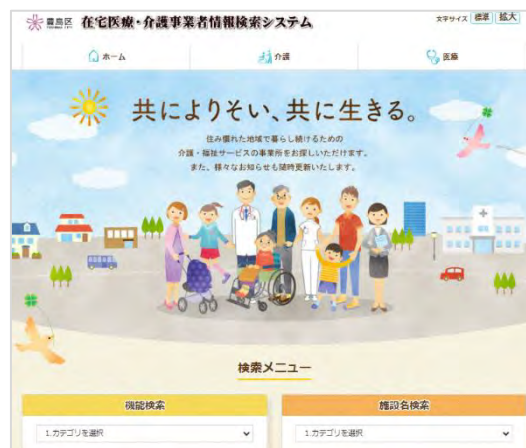 豊島区 在宅医療・介護事業者情報検索システム
文字サイズ 標準 拡大
ホーム 介護 医療
共によりそい、共に生きる。
住み慣れた地域で暮らし続けるための
介護・福祉サービスの事業所をお探しいただけます。
また、様々なお知らせも随時更新いたします。
検索メニュー
機能検索 施設名検索
1.カテゴリを選択 1.カテゴリを選択